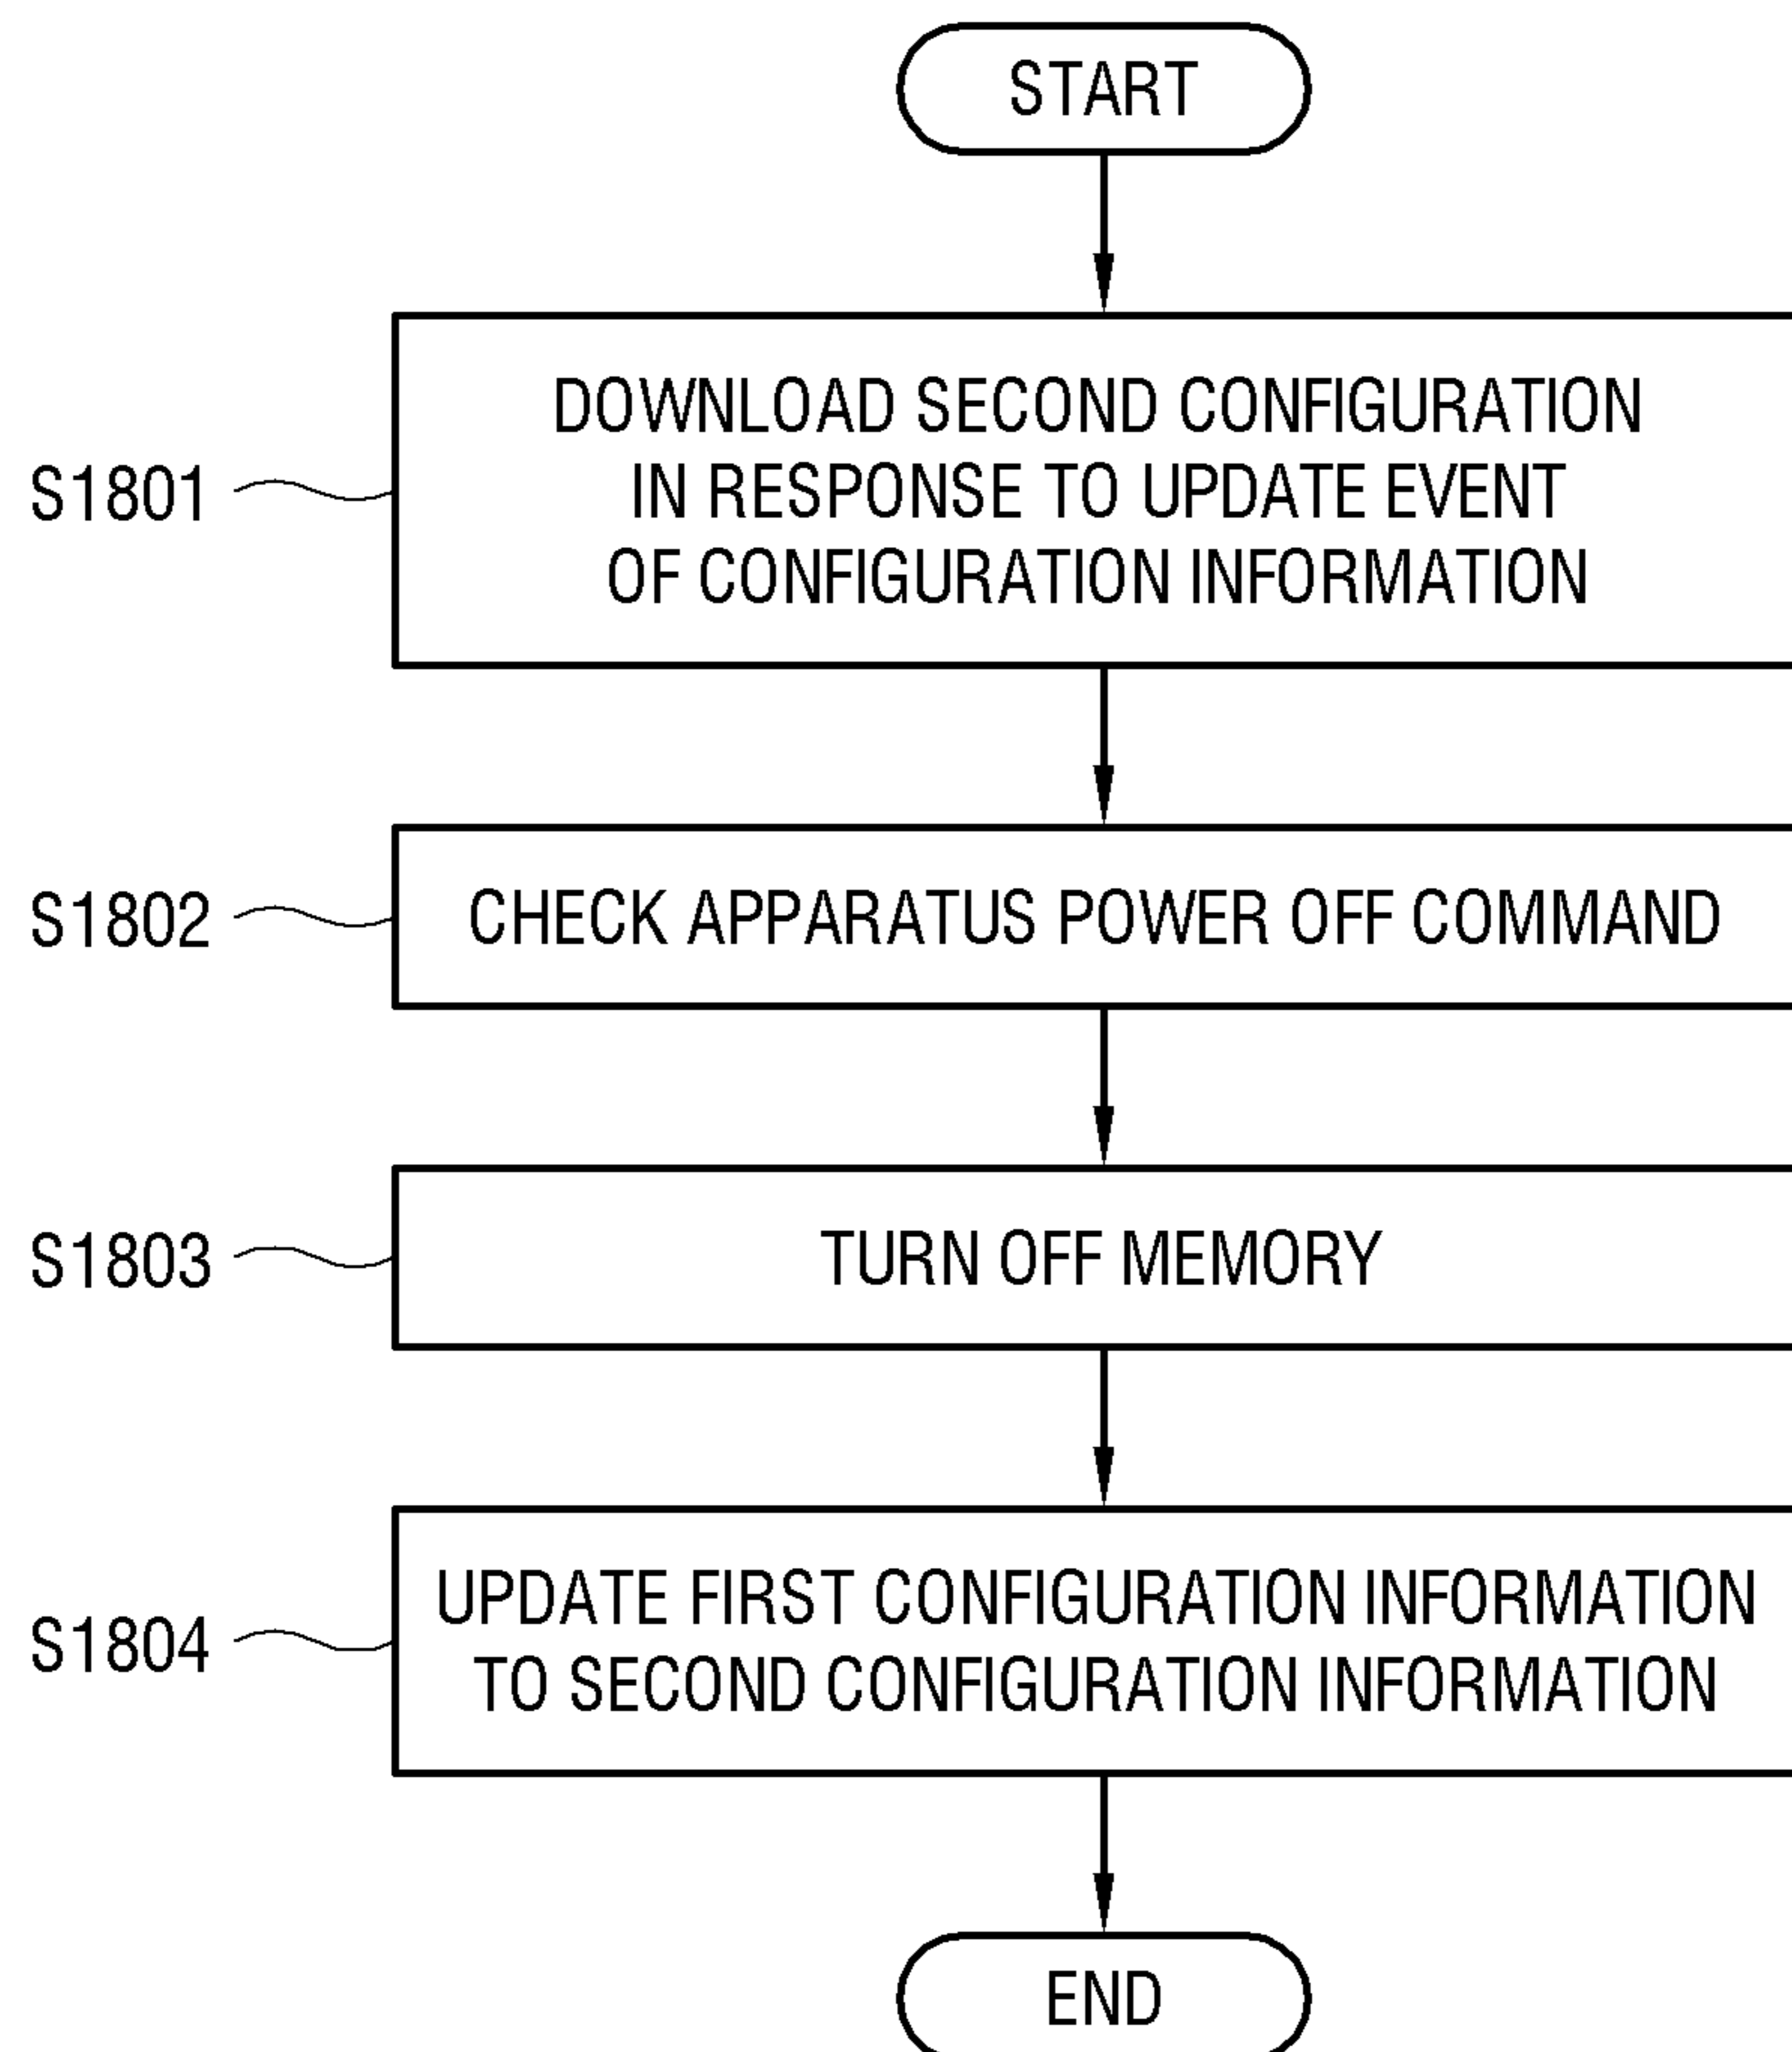 START
S1801
DOWNLOAD SECOND CONFIGURATION
IN RESPONSE TO UPDATE EVENT
OF CONFIGURATION INFORMATION
S1802
CHECK APPARATUS POWER OFF COMMAND
S1803
TURN OFF MEMORY
S1804
UPDATE FIRST CONFIGURATION INFORMATION
TO SECOND CONFIGURATION INFORMATION
END